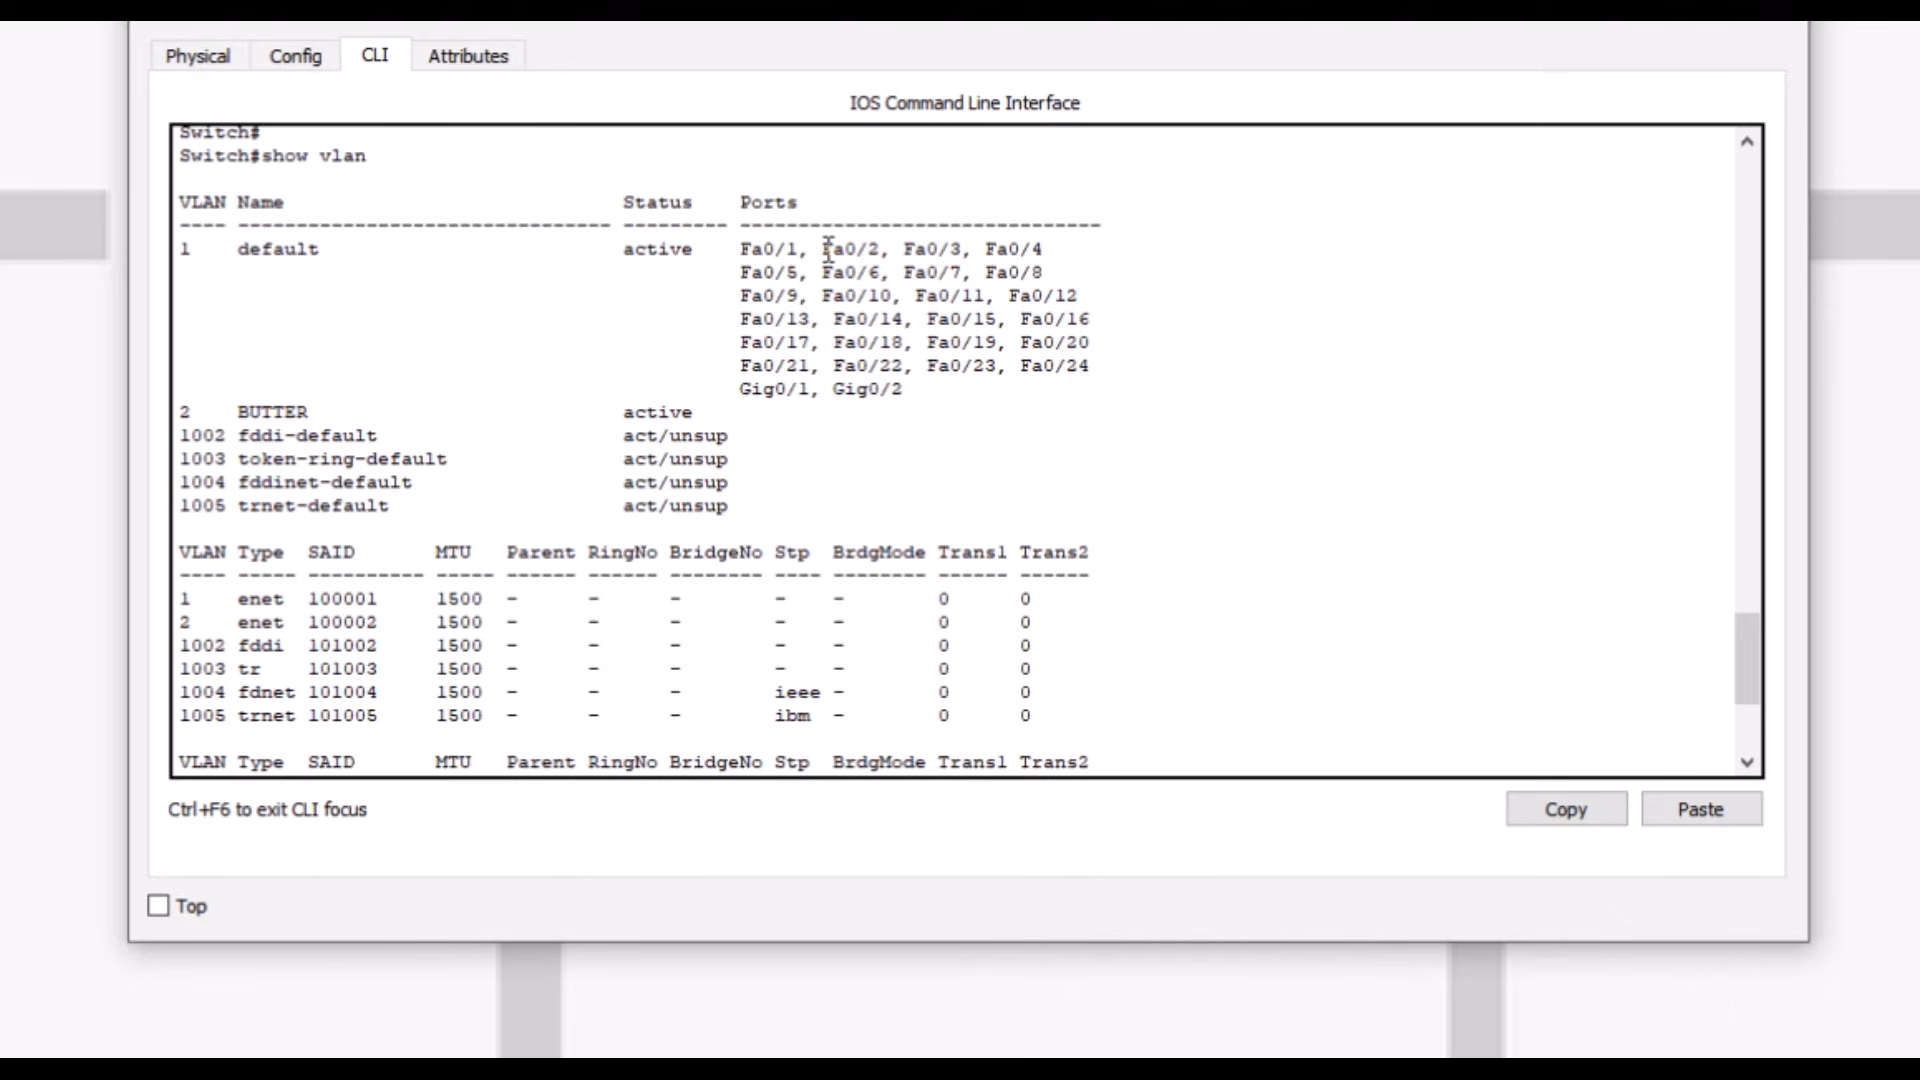 Physical Config CLI Attributes
IOS Command Line Interface
Switch#
Switch#show vlan
VLAN Name Status Ports
---- -------------------------------- --------- -------------------------------
1 default active Fa0/1, Fa0/2, Fa0/3, Fa0/4
Fa0/5, Fa0/6, Fa0/7, Fa0/8
Fa0/9, Fa0/10, Fa0/11, Fa0/12
Fa0/13, Fa0/14, Fa0/15, Fa0/16
Fa0/17, Fa0/18, Fa0/19, Fa0/20
Fa0/21, Fa0/22, Fa0/23, Fa0/24
Gig0/1, Gig0/2
2 BUTTER active
1002 fddi-default act/unsup
1003 token-ring-default act/unsup
1004 fddinet-default act/unsup
1005 trnet-default act/unsup
VLAN Type SAID MTU Parent RingNo BridgeNo Stp BrdgMode Trans1 Trans2
---- ----- ---------- ----- ------ ------ -------- ---- -------- ------ ------
1 enet 100001 1500 - - - - - 0 0
2 enet 100002 1500 - - - - - 0 0
1002 fddi 101002 1500 - - - - - 0 0
1003 tr 101003 1500 - - - - - 0 0
1004 fdnet 101004 1500 - - - ieee - 0 0
1005 trnet 101005 1500 - - - ibm - 0 0
VLAN Type SAID MTU Parent RingNo BridgeNo Stp BrdgMode Trans1 Trans2
Ctrl+F6 to exit CLI focus
Copy Paste
Top